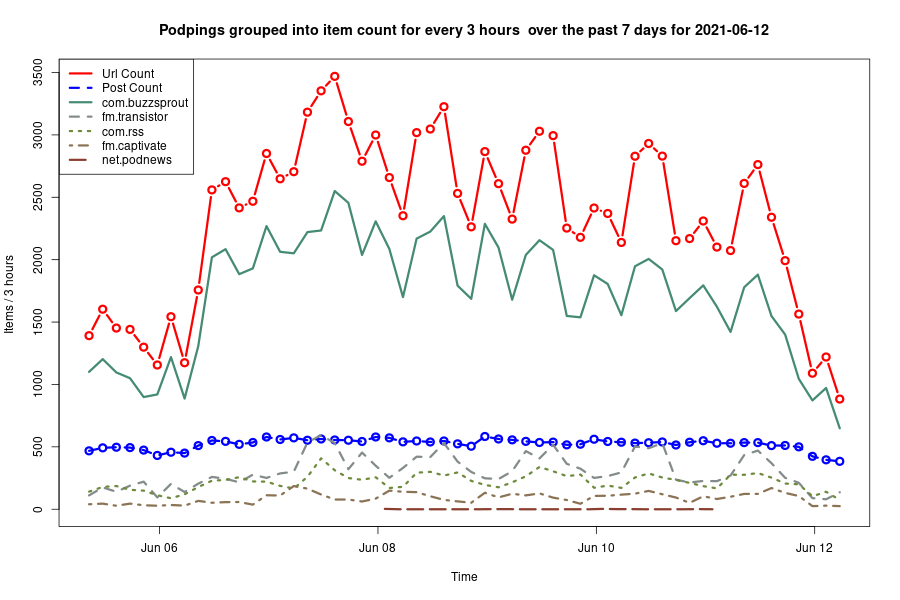 Podpings grouped into item count for every 3 hours  over the past 7 days for 2021-06-12
Url Count
Post Count
com.buzzsprout
fm.transistor
com.rss
fm.captivate
net.podnews
Items / 3 hours
3500
3000
2500
2000
1500
1000
500
0
Jun 06
Jun 08
Jun 10
Jun 12
Time